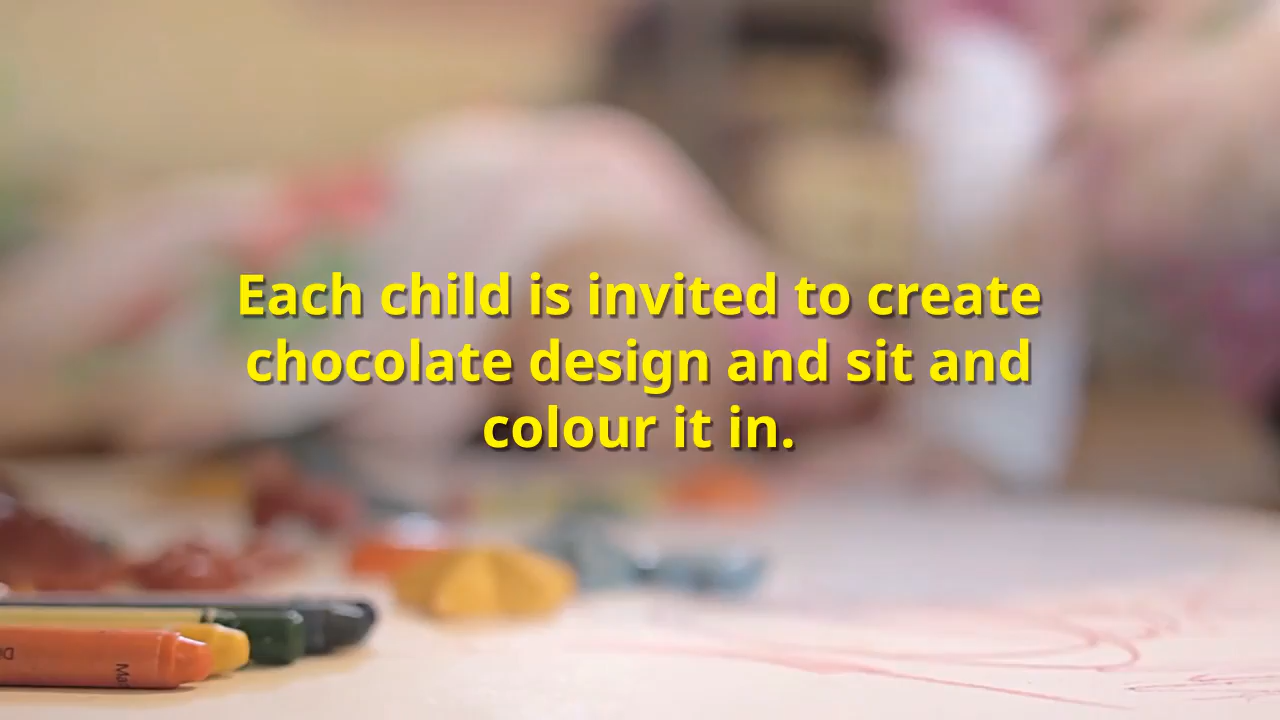 Each child is invited to create
chocolate design and sit and
colour it in.